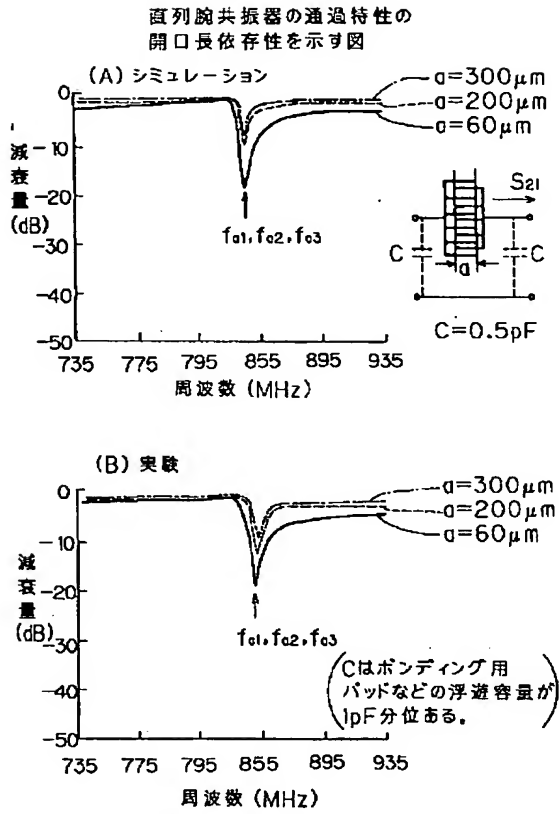 直列腕共振器の通過特性の
開口長依存性を示す図
(A) シミュレーション
0
-10
-20
-30
-40
-50
減衰量
(dB)
a=300μm
a=200μm
a=60μm
fa1, fa2, fa3
S21
C
a
C
C=0.5pF
735 775 795 855 895 935
周波数 (MHz)
(B) 実験
0
-10
-20
-30
-40
-50
減衰量
(dB)
a=300μm
a=200μm
a=60μm
fa1, fa2, fa3
Cはボンディング用
パッドなどの浮遊容量が
1pF分位ある。
735 775 795 855 895 935
周波数 (MHz)